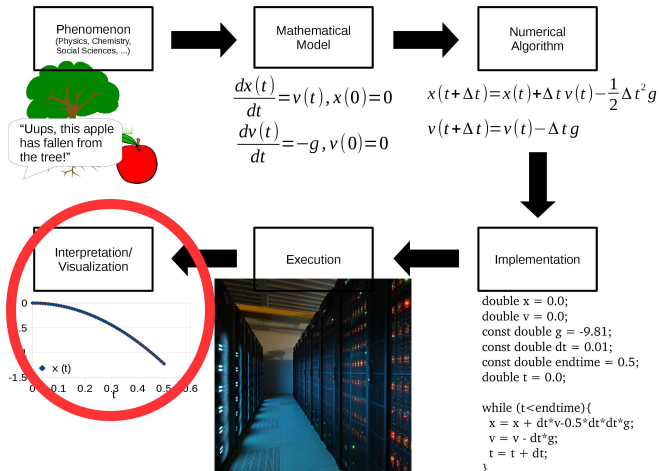 Phenomenon
(Physics, Chemistry,
Social Sciences, ...)
Mathematical
Model
Numerical
Algorithm
dx(t)/dt=v(t), x(0)=0
dv(t)/dt=−g, v(0)=0
x(t+Δt)=x(t)+Δt v(t)−1/2 Δt²g
v(t+Δt)=v(t)−Δt g
“Uups, this apple
has fallen from
the tree!”
Interpretation/
Visualization
Execution
Implementation
0
.5
-1
-1.5
x (t)
0 0.1 0.2 0.3 0.4 0.5 0.6
t
double x = 0.0;
double v = 0.0;
const double g = -9.81;
const double dt = 0.01;
const double endtime = 0.5;
double t = 0.0;
while (t<endtime){
x = x + dt*v-0.5*dt*dt*g;
v = v - dt*g;
t = t + dt;
}